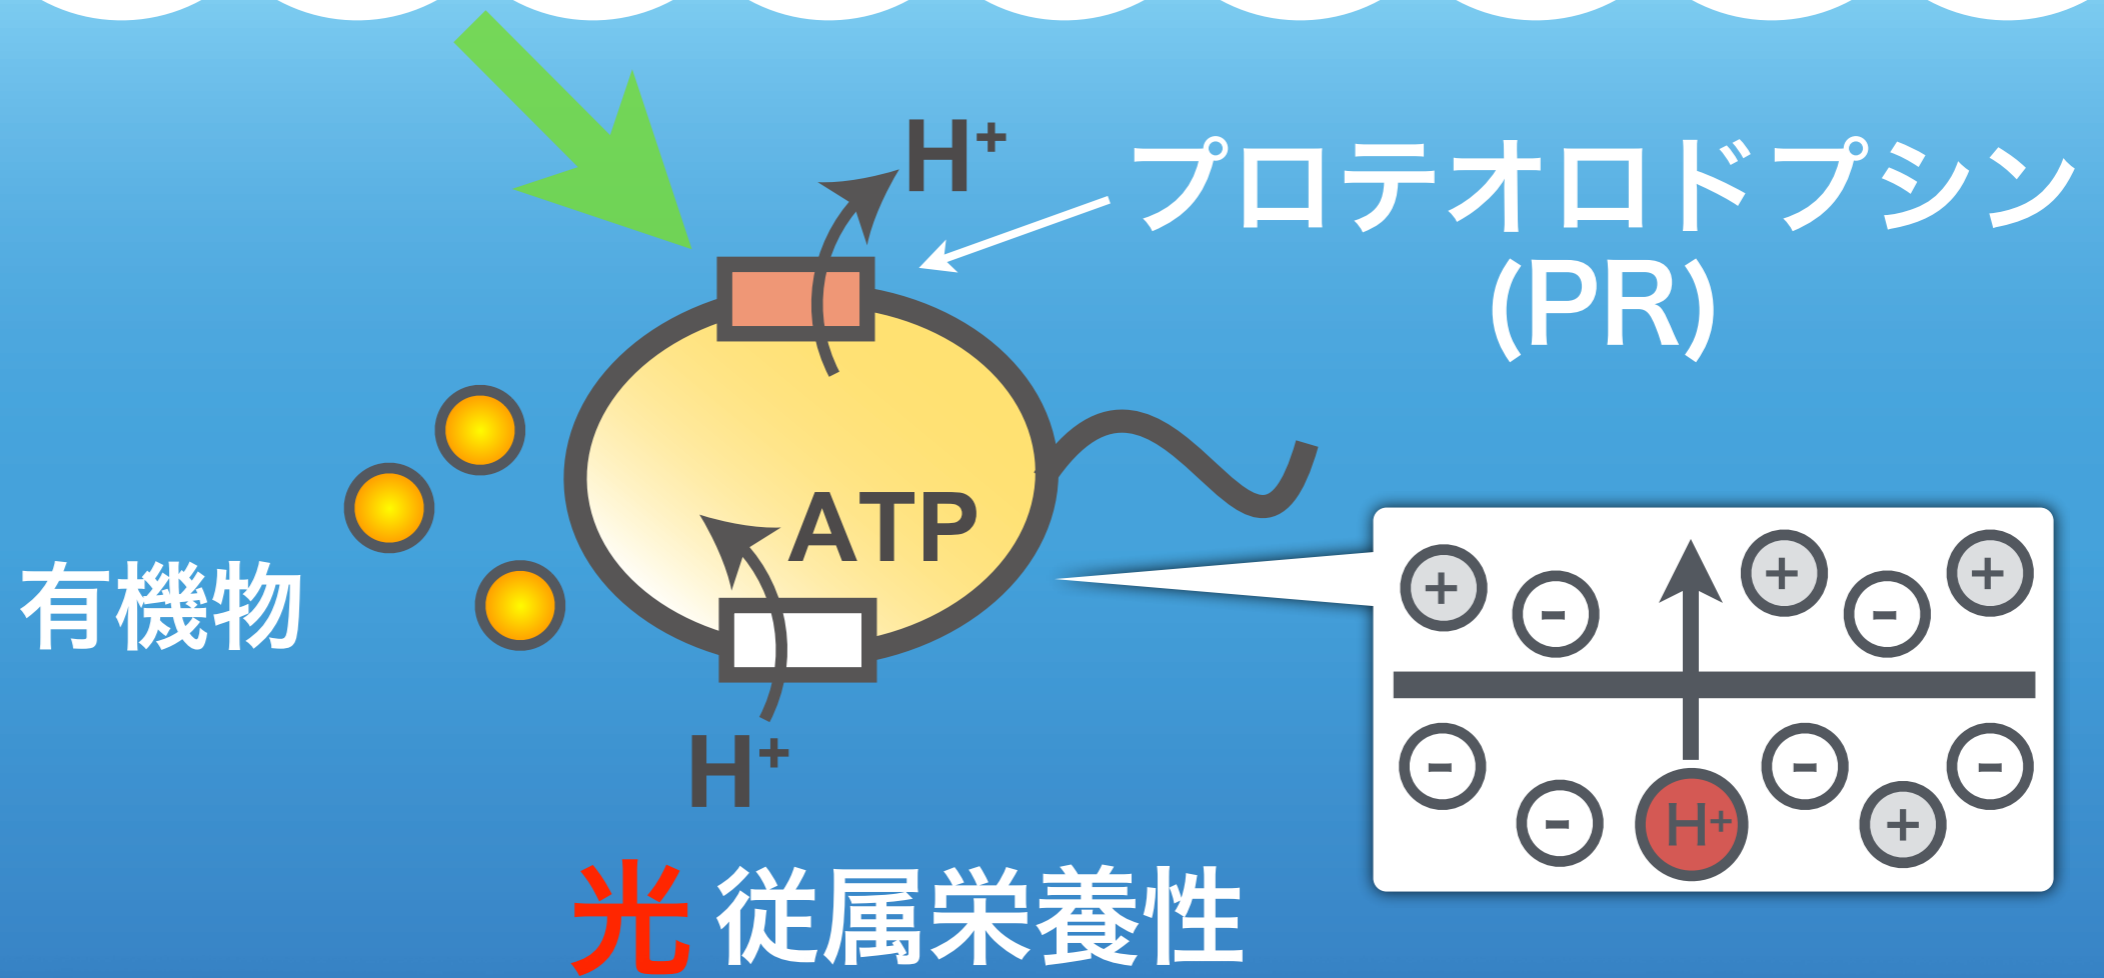 H+
プロテオロドプシン
(PR)
ATP
有機物
H+
+ - + - +
- - H+ - + -
光従属栄養性